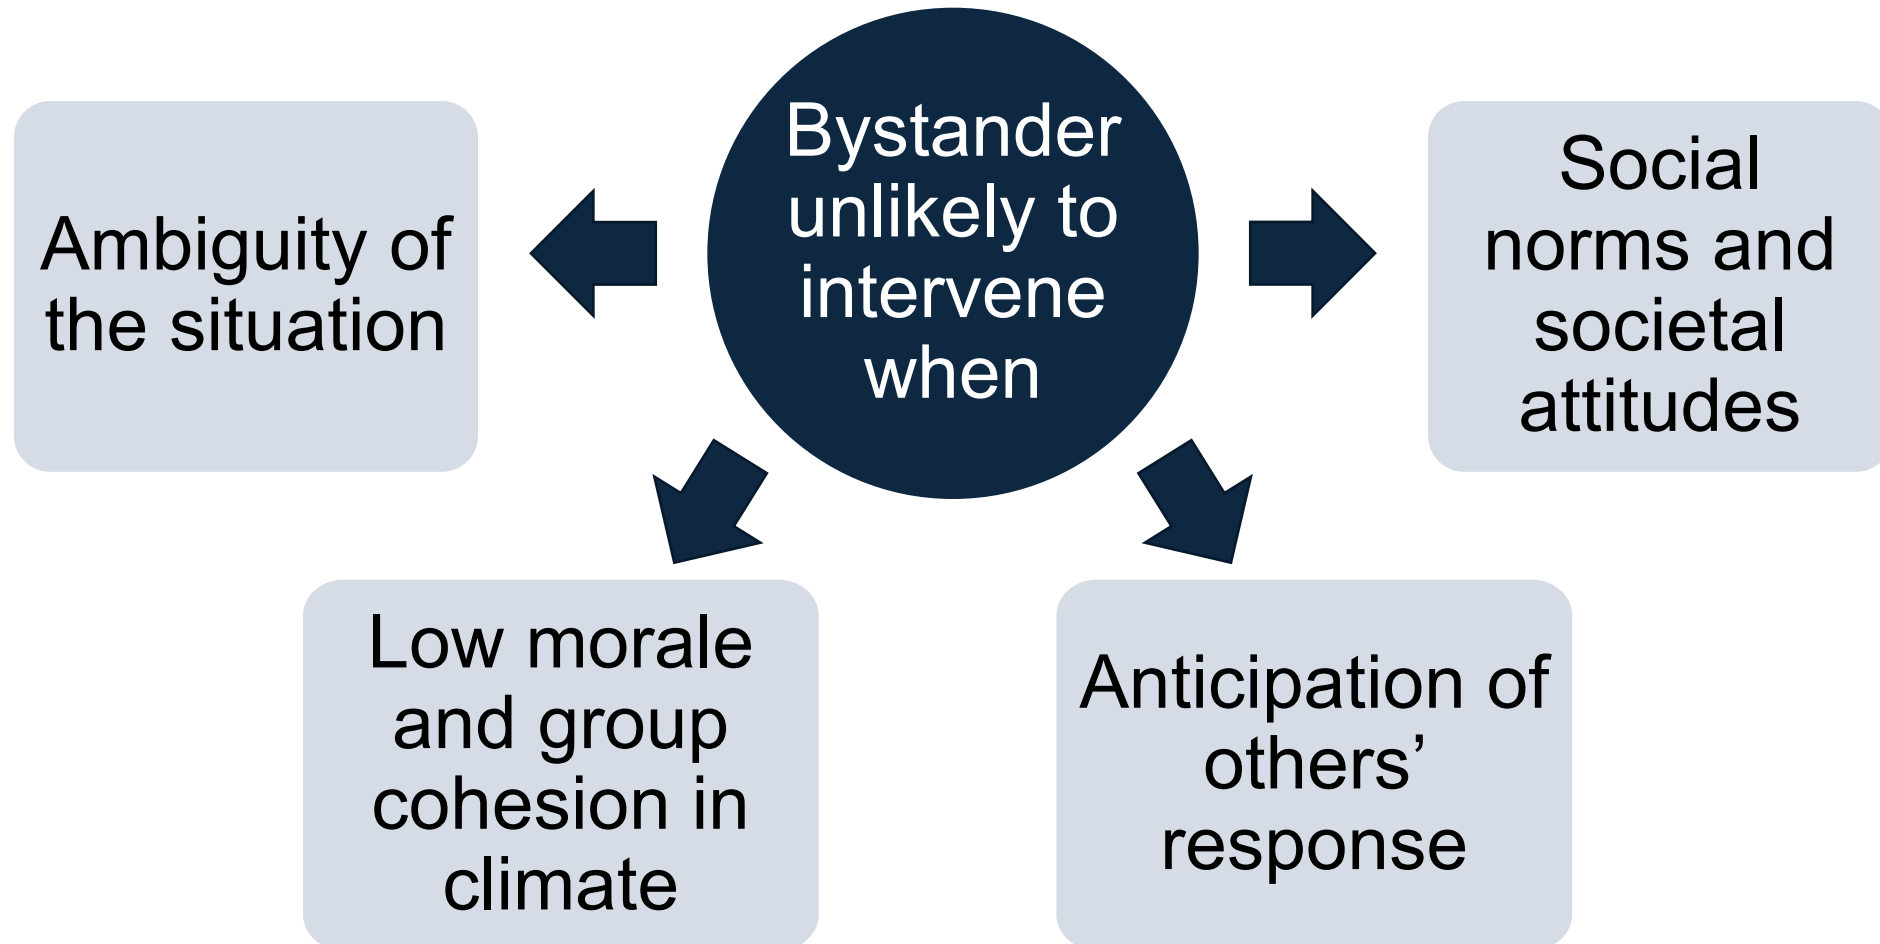 Bystander
unlikely to
intervene
when
Ambiguity of
the situation
Social
norms and
societal
attitudes
Low morale
and group
cohesion in
climate
Anticipation of
others’
response